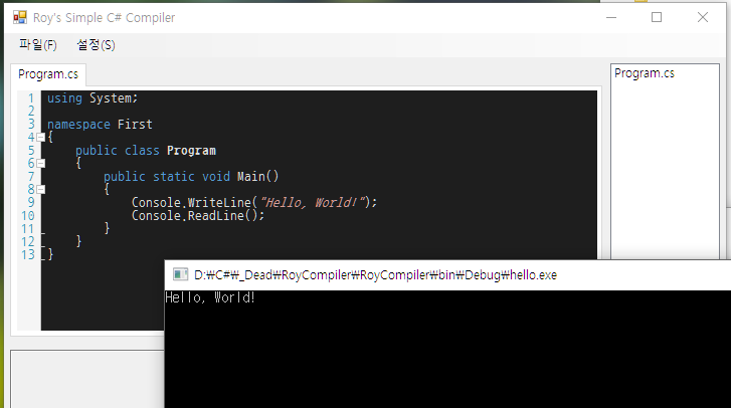 Roy's Simple C# Compiler
파일(F) 설정(S)
Program.cs
1 using System;
2
3 namespace First
4 {
5 public class Program
6 {
7 public static void Main()
8 {
9 Console.WriteLine("Hello, World!");
10 Console.ReadLine();
11 }
12 }
13 }
Program.cs
D:₩C#₩_Dead₩RoyCompiler₩RoyCompiler₩bin₩Debug₩hello.exe
Hello, World!